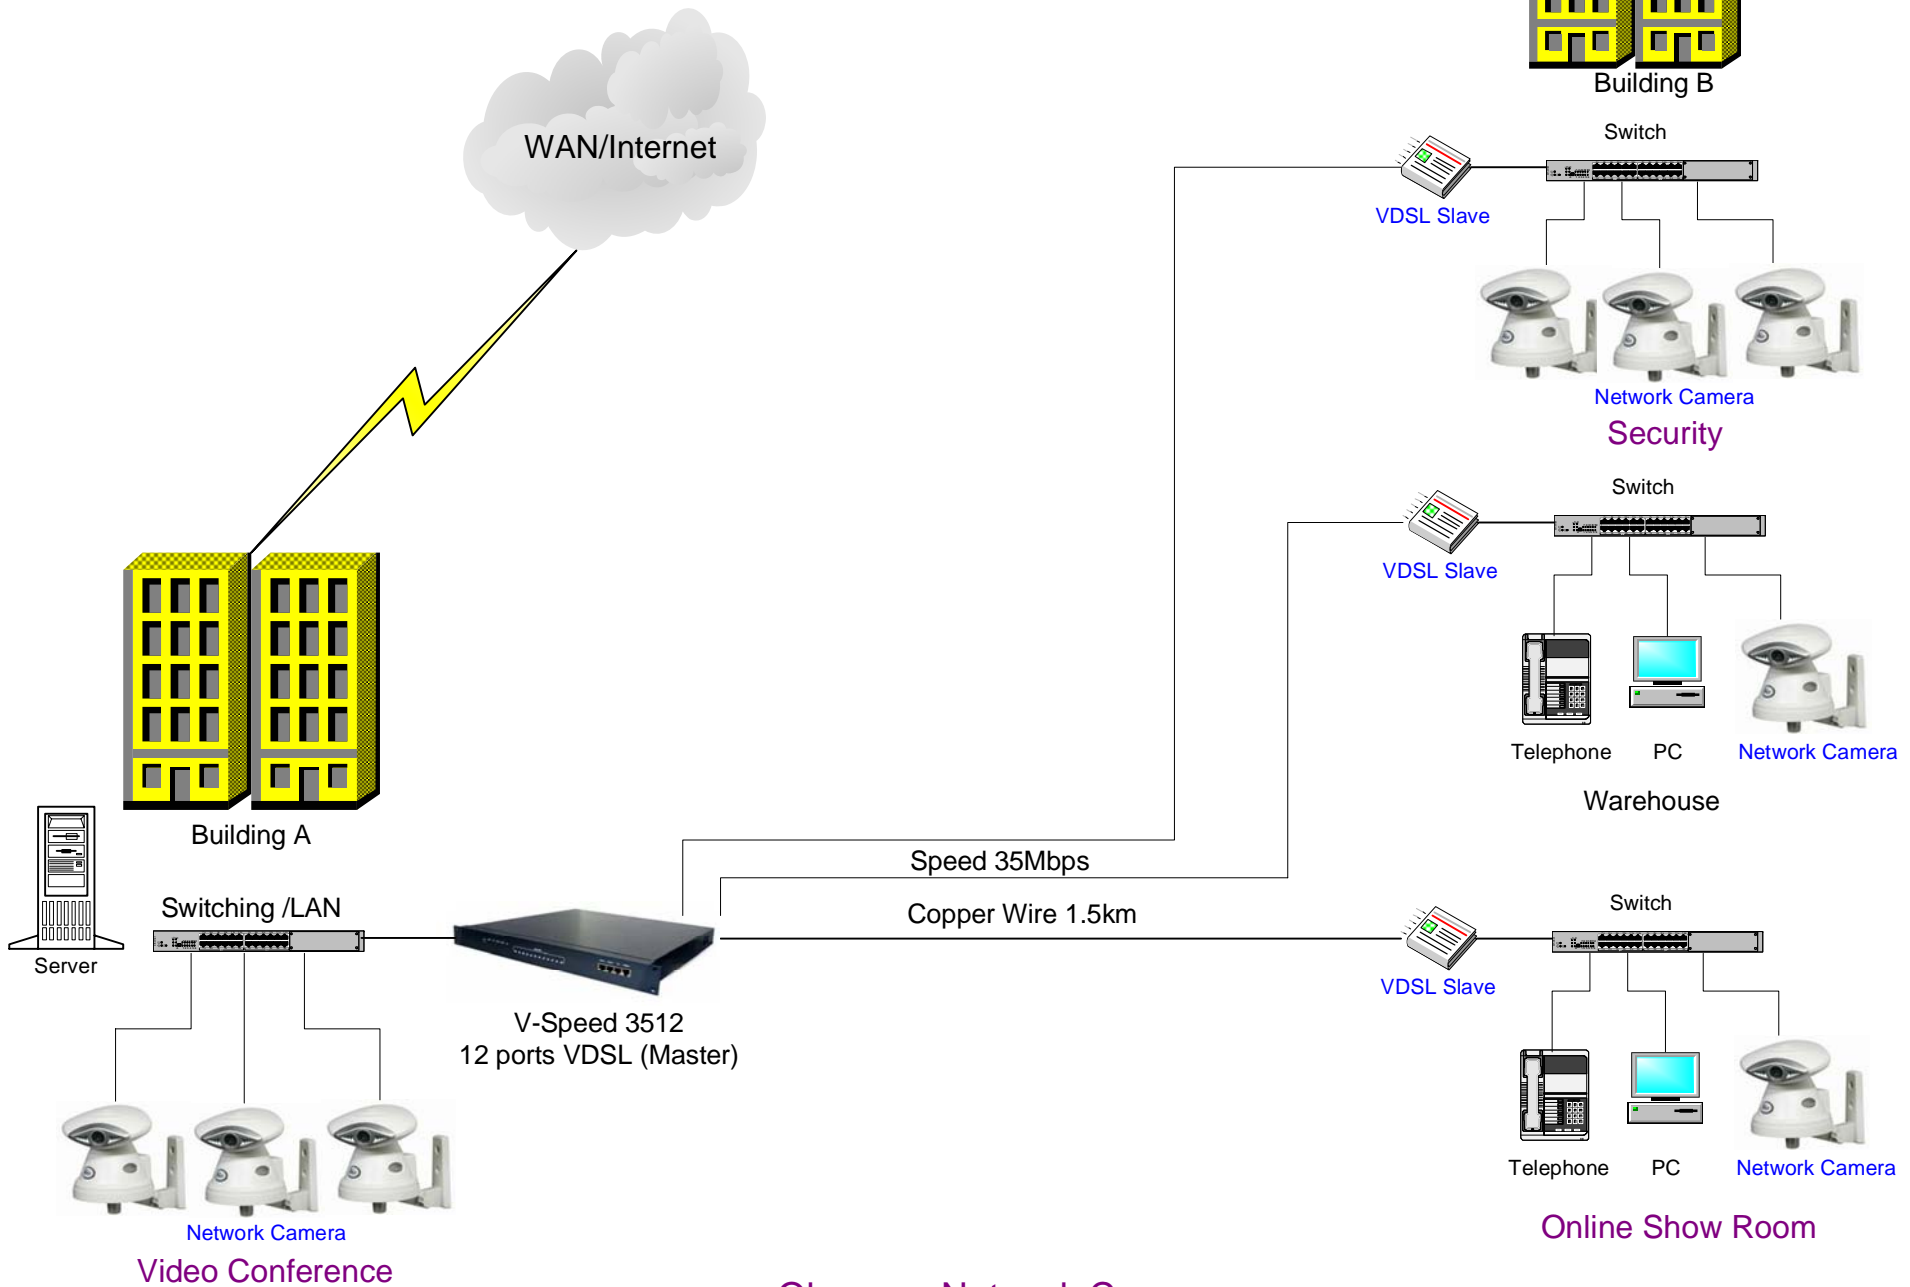 WAN/Internet
Building B
Switch
VDSL Slave
Network Camera
Security
Switch
VDSL Slave
Telephone
PC
Network Camera
Warehouse
Building A
Server
Switching /LAN
Speed 35Mbps
Copper Wire 1.5km
V-Speed 3512
12 ports VDSL (Master)
Switch
VDSL Slave
Telephone
PC
Network Camera
Online Show Room
Network Camera
Video Conference